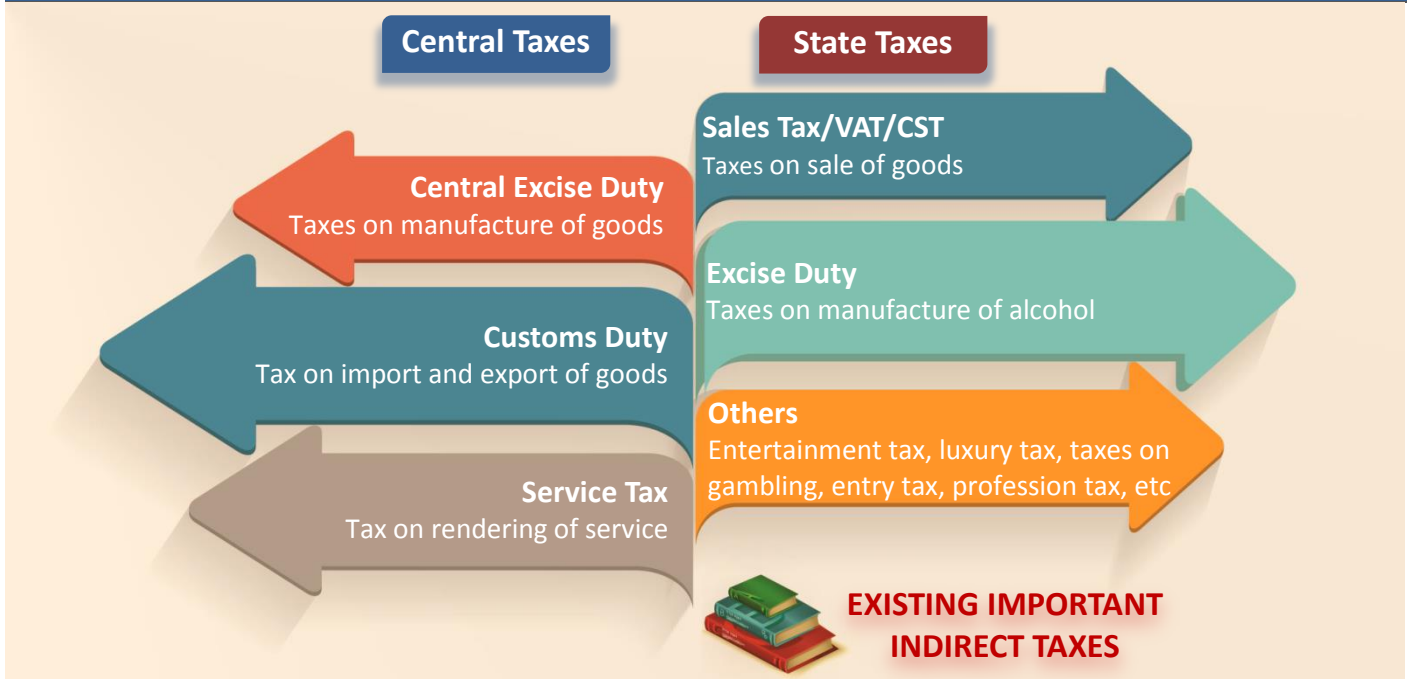 Central Taxes
State Taxes
Central Excise Duty
Taxes on manufacture of goods
Customs Duty
Tax on import and export of goods
Service Tax
Tax on rendering of service
Sales Tax/VAT/CST
Taxes on sale of goods
Excise Duty
Taxes on manufacture of alcohol
Others
Entertainment tax, luxury tax, taxes on
gambling, entry tax, profession tax, etc
EXISTING IMPORTANT
INDIRECT TAXES